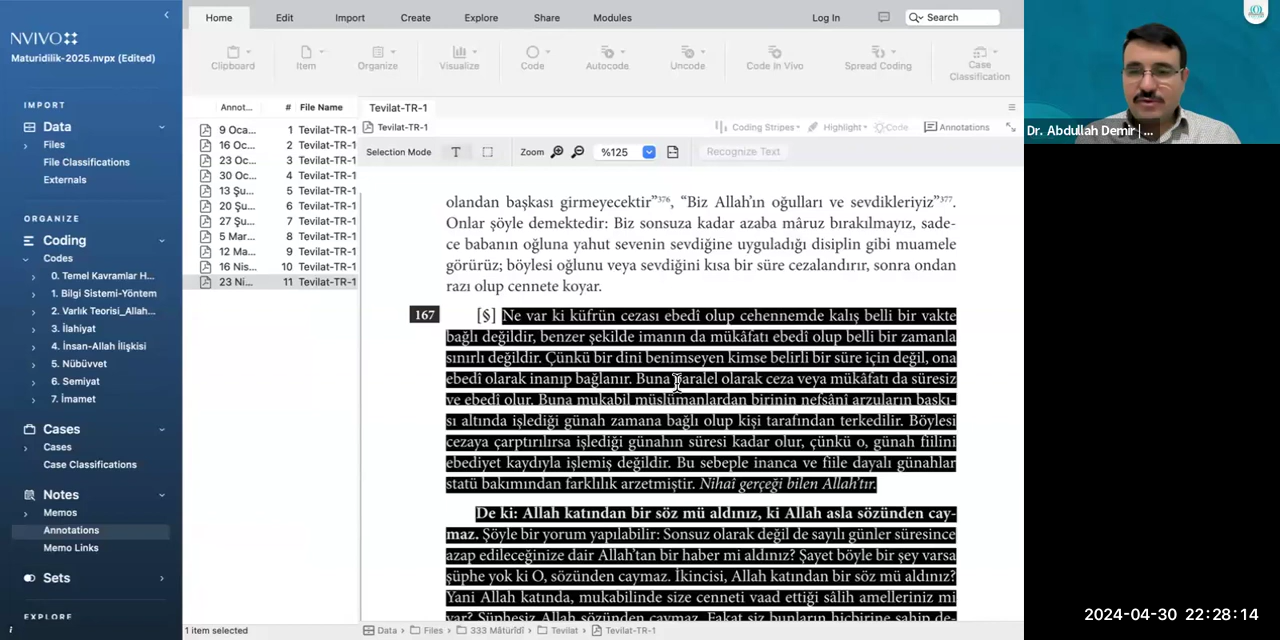 Home Edit Import Create Explore Share Modules Log In Search
NVIVO
Maturidilik-2025.nvpx (Edited)
IMPORT
Data
Files
File Classifications
Externals
ORGANIZE
Coding
Codes
0. Temel Kavramlar H...
1. Bilgi Sistemi-Yöntem
2. Varlık Teorisi_Allah...
3. İlahiyat
4. İnsan-Allah İlişkisi
5. Nübüvvet
6. Semiyat
7. İmamet
Cases
Cases
Case Classifications
Notes
Memos
Annotations
Memo Links
Sets
EXPLORE
Clipboard Item Organize Visualize Code Autocode Uncode Code In Vivo Spread Coding Case Classification
Annot... # File Name
9 Oca... 1 Tevilat-TR-1
16 Oc... 2 Tevilat-TR-1
23 Oc... 3 Tevilat-TR-1
30 Oc... 4 Tevilat-TR-1
13 Şu... 5 Tevilat-TR-1
20 Şu... 6 Tevilat-TR-1
27 Şu... 7 Tevilat-TR-1
5 Mar... 8 Tevilat-TR-1
12 Ma... 9 Tevilat-TR-1
16 Nis... 10 Tevilat-TR-1
23 Ni... 11 Tevilat-TR-1
1 item selected
Tevilat-TR-1
Tevilat-TR-1 Coding Stripes Highlight Code Annotations
Selection Mode T Zoom %125 Recognize Text
olandan başkası girmeyecektir”376, “Biz Allah’ın oğulları ve sevdikleriyiz”377.
Onlar şöyle demektedir: Biz sonsuza kadar azaba mâruz bırakılmayız, sade-
ce babanın oğluna yahut sevenin sevdiğine uyguladığı disiplin gibi muamele
görürüz; böylesi oğlunu veya sevdiğini kısa bir süre cezalandırır, sonra ondan
razı olup cennete koyar.
167 [§] Ne var ki küfrün cezası ebedî olup cehennemde kalış belli bir vakte
bağlı değildir, benzer şekilde imanın da mükâfatı ebedî olup belli bir zamanla
sınırlı değildir. Çünkü bir dini benimseyen kimse belirli bir süre için değil, ona
ebedî olarak inanıp bağlanır. Buna paralel olarak ceza veya mükâfatı da süresiz
ve ebedî olur. Buna mukabil müslümanlardan birinin nefsânî arzuların baskı-
sı altında işlediği günah zamana bağlı olup kişi tarafından terkedilir. Böylesi
cezaya çarptırılırsa işlediği günahın süresi kadar olur, çünkü o, günah fiilini
ebediyet kaydıyla işlemiş değildir. Bu sebeple inanca ve fiile dayalı günahlar
statü bakımından farklılık arzetmiştir. Nihaî gerçeği bilen Allah’tır.
De ki: Allah katından bir söz mü aldınız, ki Allah asla sözünden cay-
maz. Şöyle bir yorum yapılabilir: Sonsuz olarak değil de sayılı günler süresince
azap edileceğinize dair Allah’tan bir haber mi aldınız? Şayet böyle bir şey varsa
şüphe yok ki O, sözünden caymaz. İkincisi, Allah katından bir söz mü aldınız?
Yani Allah katında, mukabilinde size cenneti vaad ettiği sâlih amelleriniz mi
var? Şüphesiz Allah sözünden caymaz. Fakat siz bunların hiçbirine sahip de-
Data Files 333 Mâtürîdî Tevilat Tevilat-TR-1
Dr. Abdullah Demir | ...
2024-04-30 22:28:14